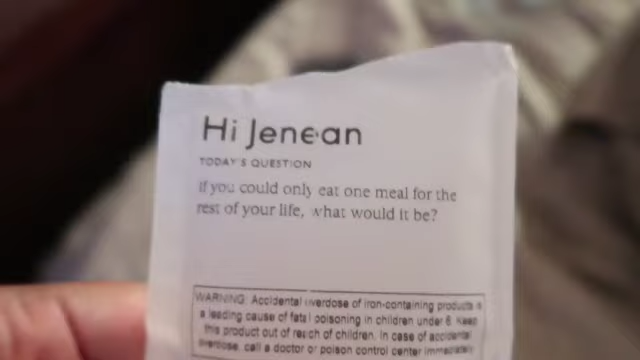 Hi Jenean
TODAY'S QUESTION
If you could only eat one meal for the
rest of your life, what would it be?
WARNING: Accidental overdose of iron-containing products is
a leading cause of fatal poisoning in children under 6. Keep
this product out of reach of children. In case of accidental
overdose, call a doctor or poison control center immediately